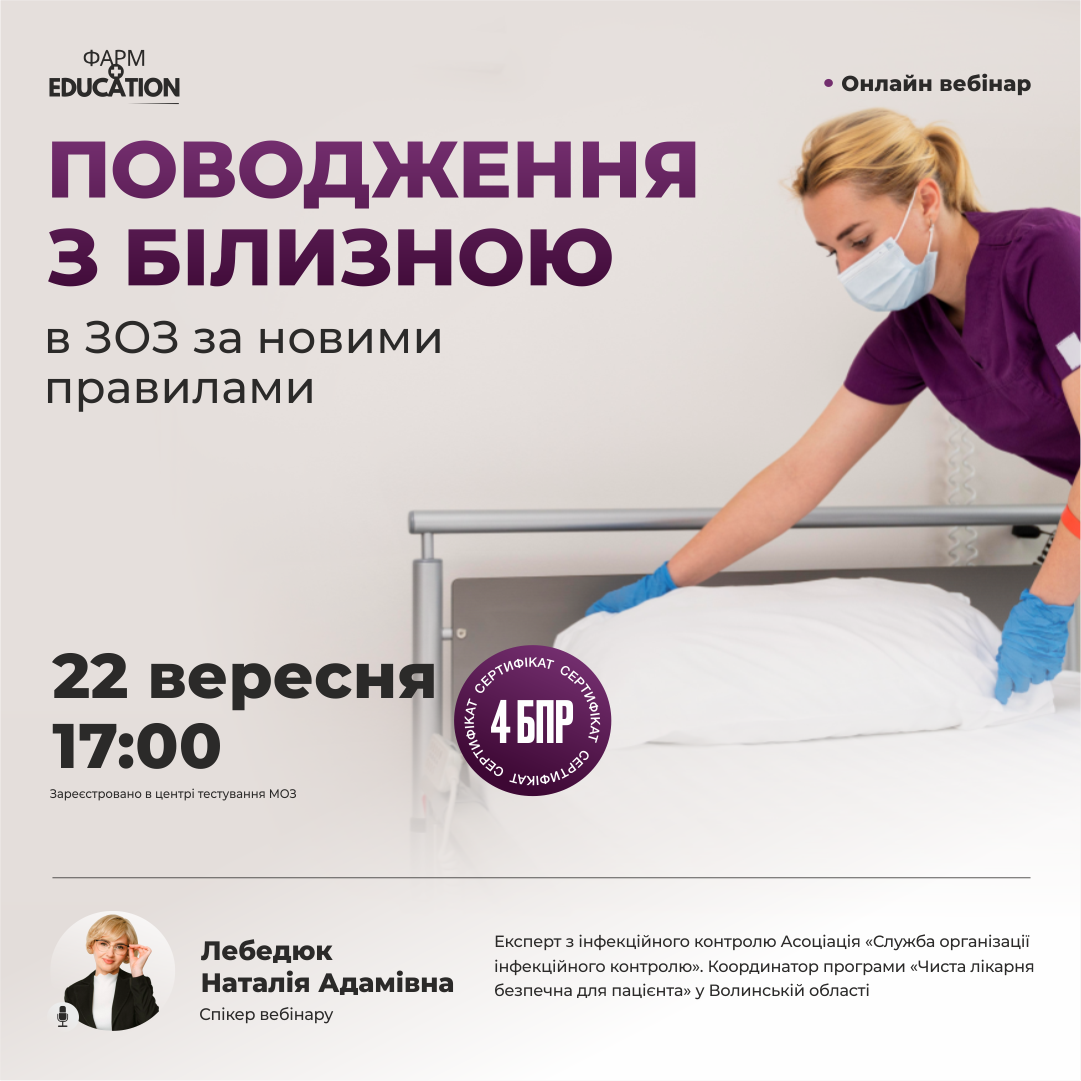 ФАРМ
EDUCATION
• Онлайн вебінар
ПОВОДЖЕННЯ
З БІЛИЗНОЮ
в ЗОЗ за новими
правилами
22 вересня
17:00
Зареєстровано в центрі тестування МОЗ
СЕРТИФІКАТ СЕРТИФІКАТ СЕРТИФІКАТ СЕРТИФІКАТ
4 БПР
Лебедюк
Наталія Адамівна
Спікер вебінару
Експерт з інфекційного контролю Асоціація «Служба організації
інфекційного контролю». Координатор програми «Чиста лікарня
безпечна для пацієнта» у Волинській області